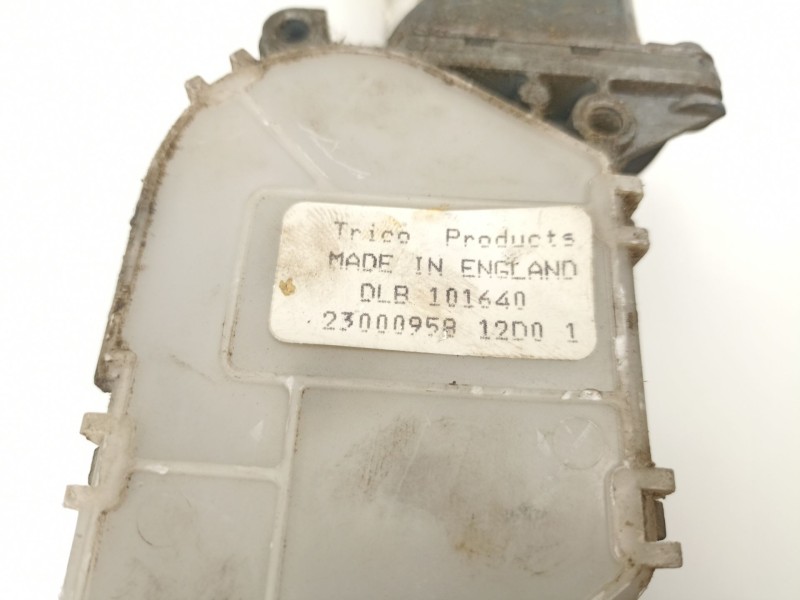 Trico Products
MADE IN ENGLAND
DLB 101640
23000958 12D0 1